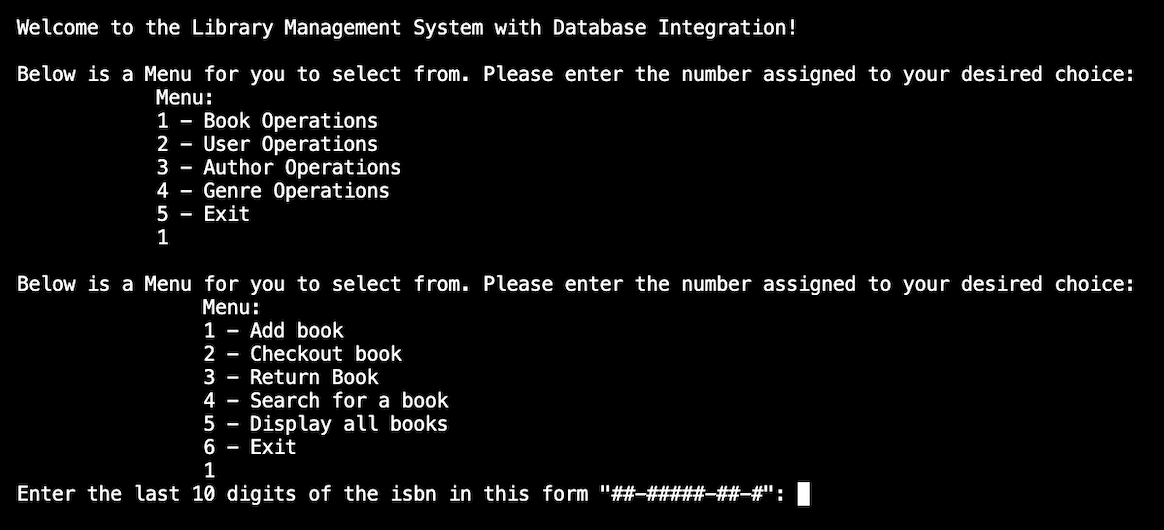 Welcome to the Library Management System with Database Integration!
Below is a Menu for you to select from. Please enter the number assigned to your desired choice:
Menu:
1 – Book Operations
2 – User Operations
3 – Author Operations
4 – Genre Operations
5 – Exit
1
Below is a Menu for you to select from. Please enter the number assigned to your desired choice:
Menu:
1 – Add book
2 – Checkout book
3 – Return Book
4 – Search for a book
5 – Display all books
6 – Exit
1
Enter the last 10 digits of the isbn in this form "##-#####-##-#":